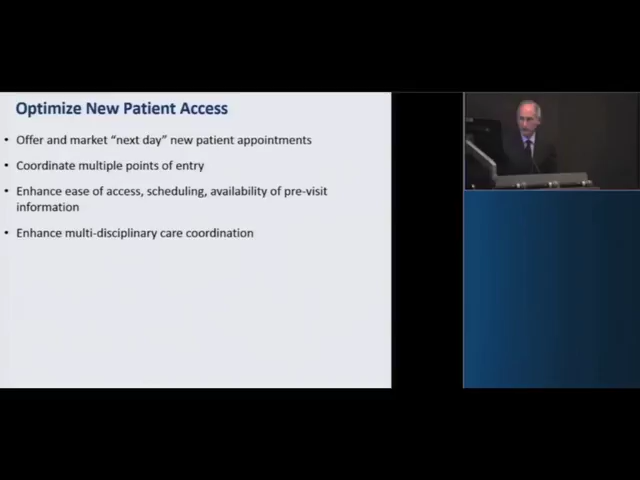 Optimize New Patient Access
• Offer and market “next day” new patient appointments
• Coordinate multiple points of entry
• Enhance ease of access, scheduling, availability of pre-visit
information
• Enhance multi-disciplinary care coordination